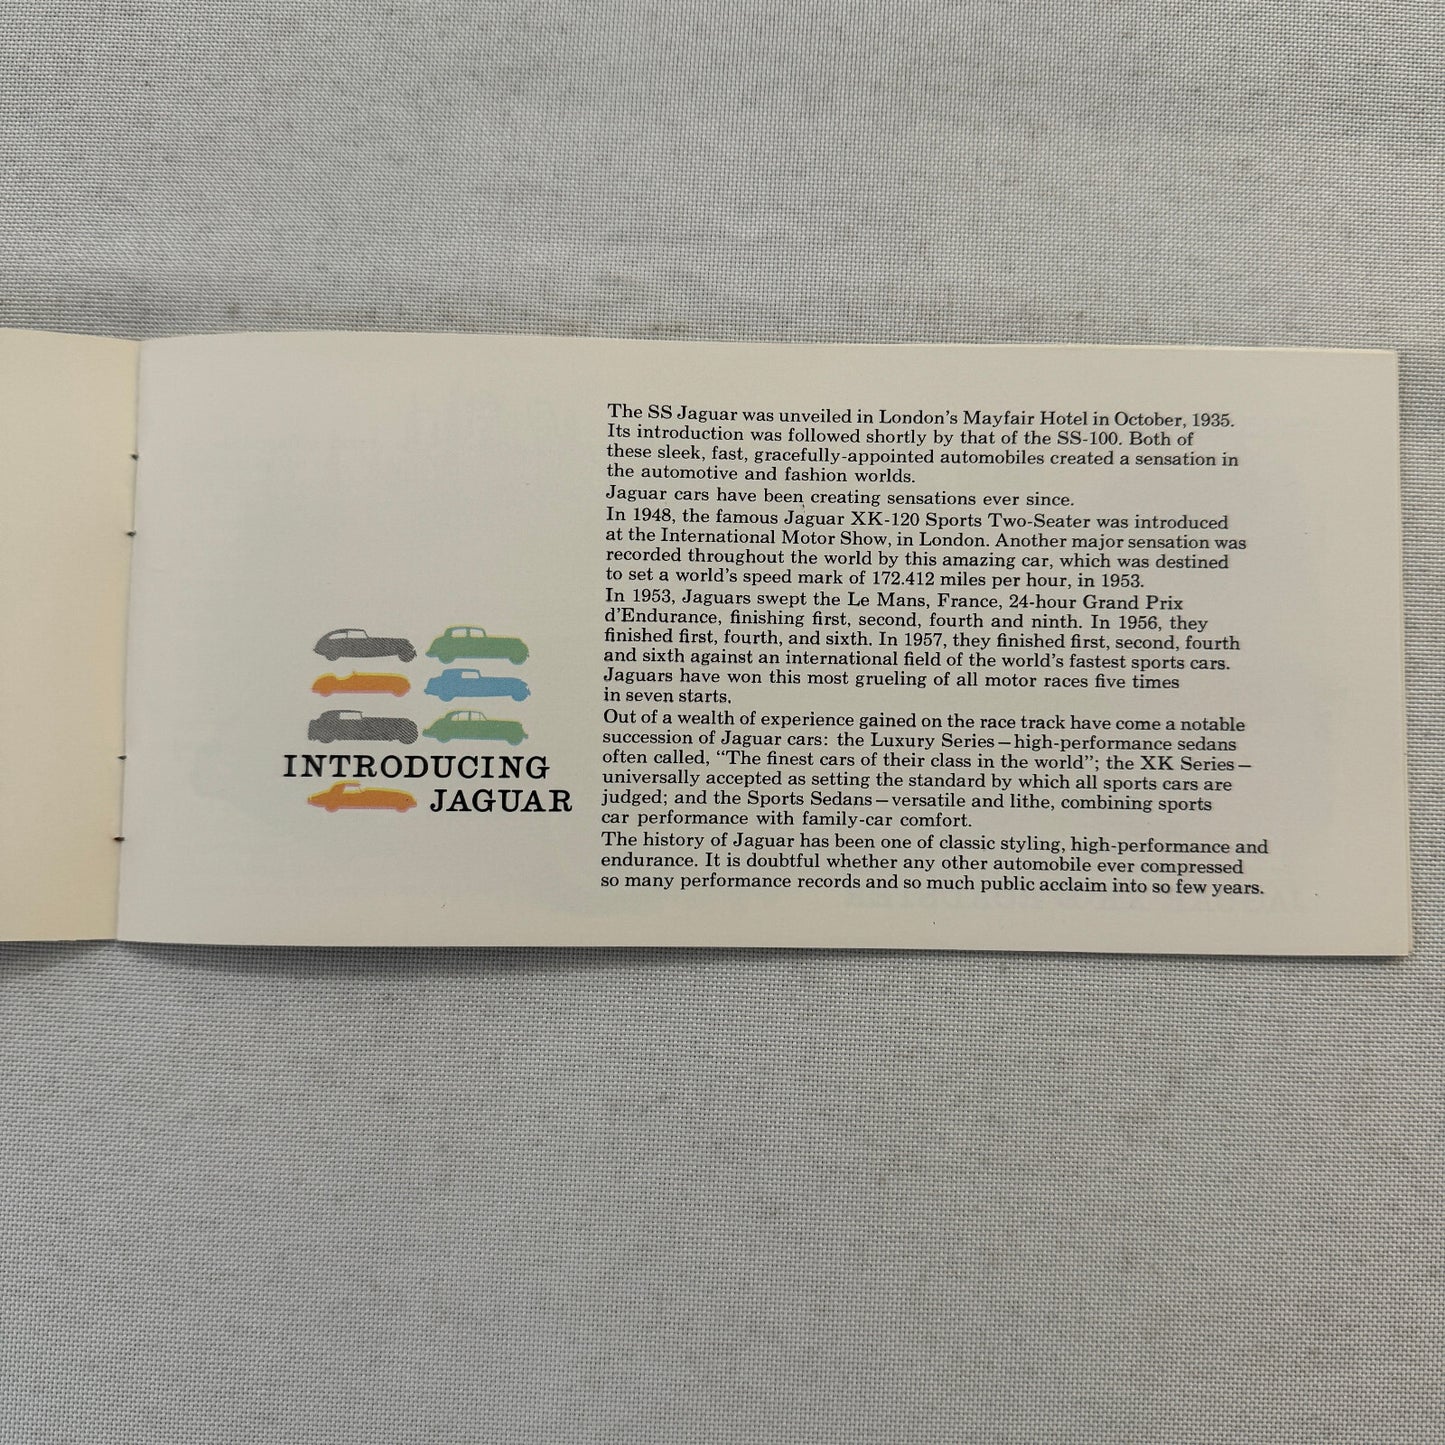 INTRODUCING
JAGUAR
The SS Jaguar was unveiled in London's Mayfair Hotel in October, 1935.
Its introduction was followed shortly by that of the SS-100. Both of
these sleek, fast, gracefully-appointed automobiles created a sensation in
the automotive and fashion worlds.
Jaguar cars have been creating sensations ever since.
In 1948, the famous Jaguar XK-120 Sports Two-Seater was introduced
at the International Motor Show, in London. Another major sensation was
recorded throughout the world by this amazing car, which was destined
to set a world's speed mark of 172.412 miles per hour, in 1953.
In 1953, Jaguars swept the Le Mans, France, 24-hour Grand Prix
d'Endurance, finishing first, second, fourth and ninth. In 1956, they
finished first, fourth, and sixth. In 1957, they finished first, second, fourth
and sixth against an international field of the world's fastest sports cars.
Jaguars have won this most grueling of all motor races five times
in seven starts.
Out of a wealth of experience gained on the race track have come a notable
succession of Jaguar cars: the Luxury Series—high-performance sedans
often called, "The finest cars of their class in the world"; the XK Series—
universally accepted as setting the standard by which all sports cars are
judged; and the Sports Sedans—versatile and lithe, combining sports
car performance with family-car comfort.
The history of Jaguar has been one of classic styling, high-performance and
endurance. It is doubtful whether any other automobile ever compressed
so many performance records and so much public acclaim into so few years.